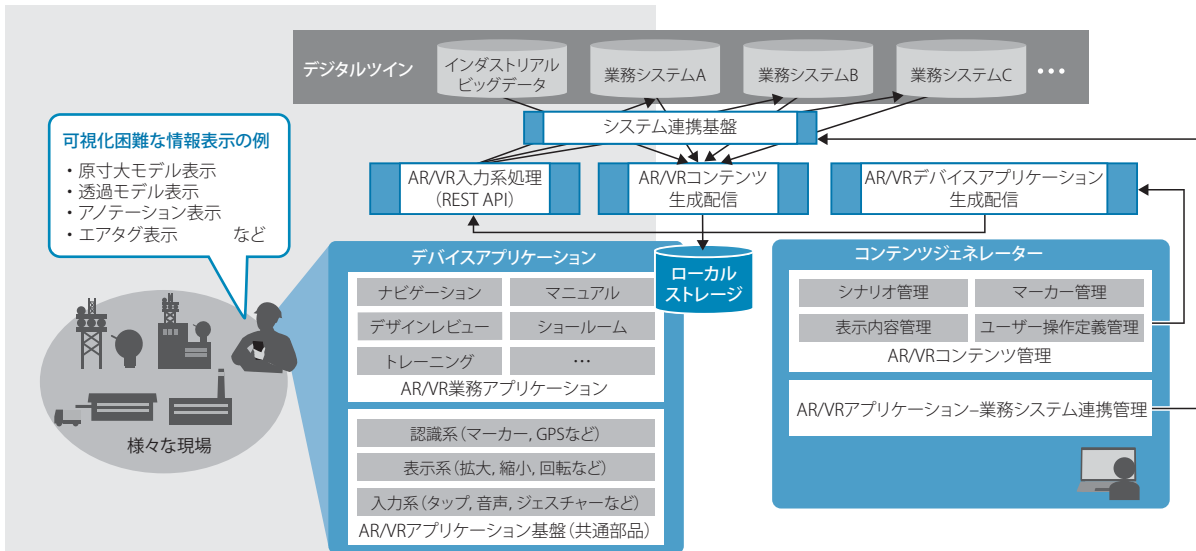 デジタルツイン
インダストリアル
ビッグデータ
業務システムA
業務システムB
業務システムC
•••
システム連携基盤
可視化困難な情報表示の例
・原寸大モデル表示
・透過モデル表示
・アノテーション表示
・エアタグ表示 など
AR/VR入力系処理
(REST API)
AR/VRコンテンツ
生成配信
AR/VRデバイスアプリケーション
生成配信
様々な現場
デバイスアプリケーション
ナビゲーション
マニュアル
デザインレビュー
ショールーム
トレーニング
…
AR/VR業務アプリケーション
認識系(マーカー, GPSなど)
表示系(拡大, 縮小, 回転など)
入力系(タップ, 音声, ジェスチャーなど)
AR/VRアプリケーション基盤(共通部品)
ローカル
ストレージ
コンテンツジェネレーター
シナリオ管理
マーカー管理
表示内容管理
ユーザー操作定義管理
AR/VRコンテンツ管理
AR/VRアプリケーション–業務システム連携管理